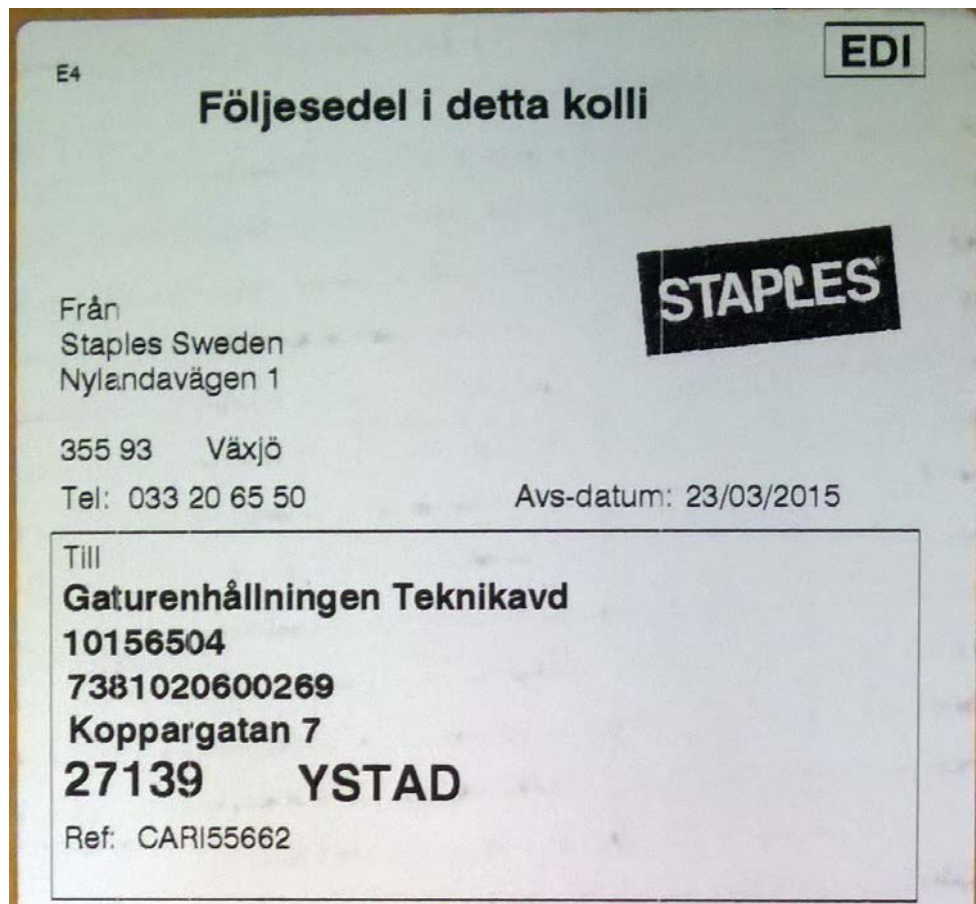 EDI
E4
Följesedel i detta kolli
STAPLES
Från
Staples Sweden
Nylandavägen 1
355 93 Växjö
Tel: 033 20 65 50 Avs-datum: 23/03/2015
Till
Gaturenhållningen Teknikavd
10156504
7381020600269
Koppargatan 7
27139 YSTAD
Ref: CARI55662